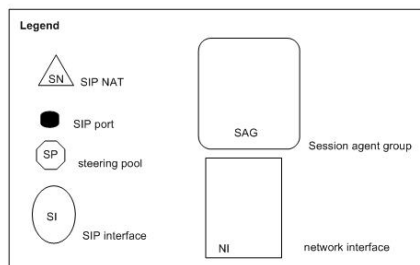 Legend
SN
SIP NAT
SIP port
SP
steering pool
SI
SIP interface
SAG
Session agent group
NI
network interface